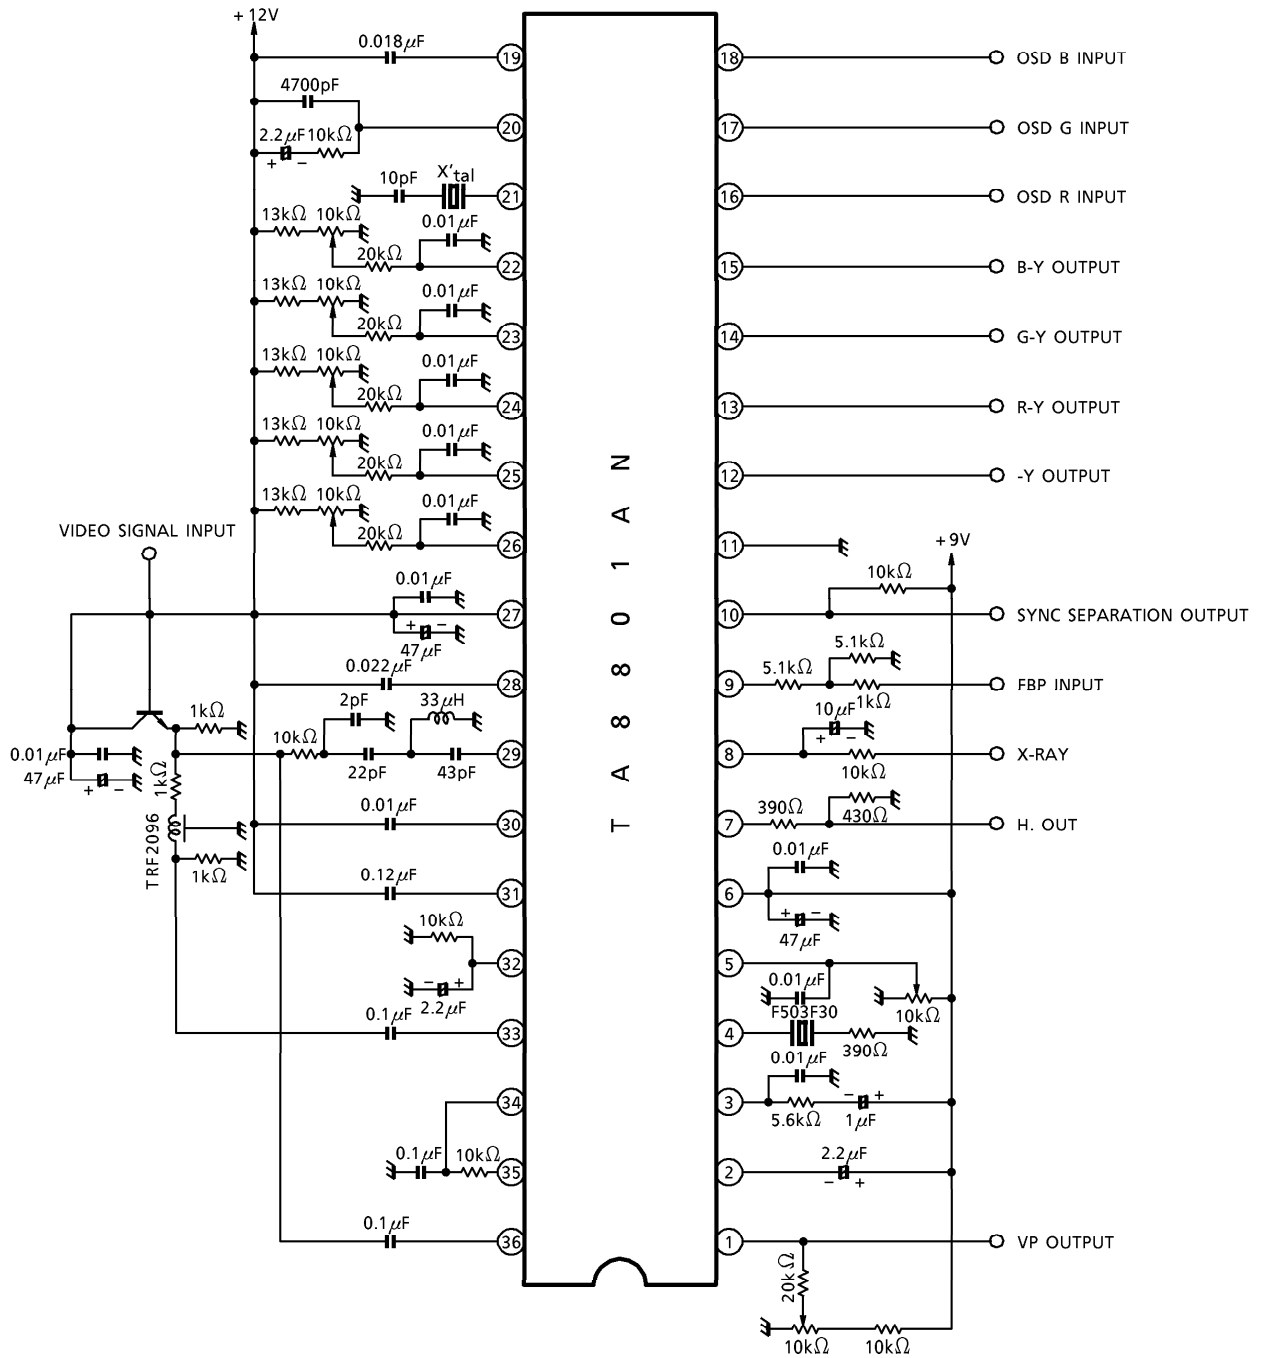 +12V
0.018μF
19
18
OSD B INPUT
4700pF
2.2μF 10kΩ
+ −
20
17
OSD G INPUT
10pF
X'tal
21
16
OSD R INPUT
13kΩ 10kΩ
0.01μF
20kΩ
22
15
B-Y OUTPUT
13kΩ 10kΩ
0.01μF
20kΩ
23
14
G-Y OUTPUT
13kΩ 10kΩ
0.01μF
20kΩ
24
13
R-Y OUTPUT
13kΩ 10kΩ
0.01μF
20kΩ
25
12
-Y OUTPUT
13kΩ 10kΩ
0.01μF
20kΩ
26
11
TA8801AN
VIDEO SIGNAL INPUT
+9V
0.01μF
+ −
47μF
27
10kΩ
10
SYNC SEPARATION OUTPUT
0.022μF
28
5.1kΩ
5.1kΩ
1kΩ
9
FBP INPUT
1kΩ
2pF
33μH
10kΩ
22pF
43pF
29
10μF
+ −
10kΩ
8
X-RAY
0.01μF
47μF
+ −
1kΩ
TRF2096
1kΩ
0.01μF
30
390Ω
430Ω
7
H. OUT
0.12μF
31
0.01μF
+ −
47μF
6
10kΩ
− +
2.2μF
32
5
0.01μF
10kΩ
0.1μF
33
F503F30
390Ω
4
34
0.01μF
5.6kΩ
− +
1μF
3
0.1μF
10kΩ
35
2.2μF
− +
2
0.1μF
36
1
VP OUTPUT
20kΩ
10kΩ
10kΩ